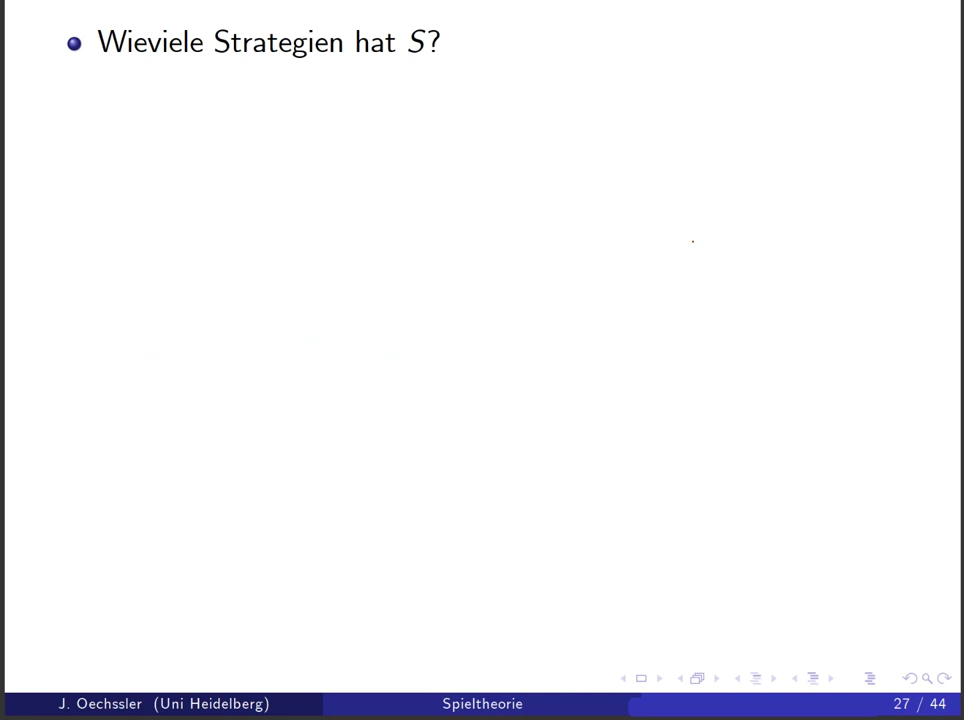 Wieviele Strategien hat S?
J. Oechssler (Uni Heidelberg) Spieltheorie 27 / 44